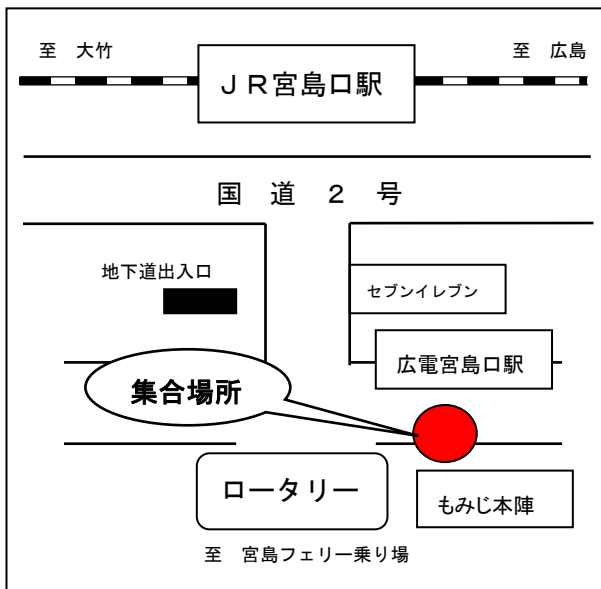 至　大竹
至　広島
ＪＲ宮島口駅
国　道　２　号
地下道出入口
セブンイレブン
広電宮島口駅
集合場所
ロータリー
もみじ本陣
至　宮島フェリー乗り場